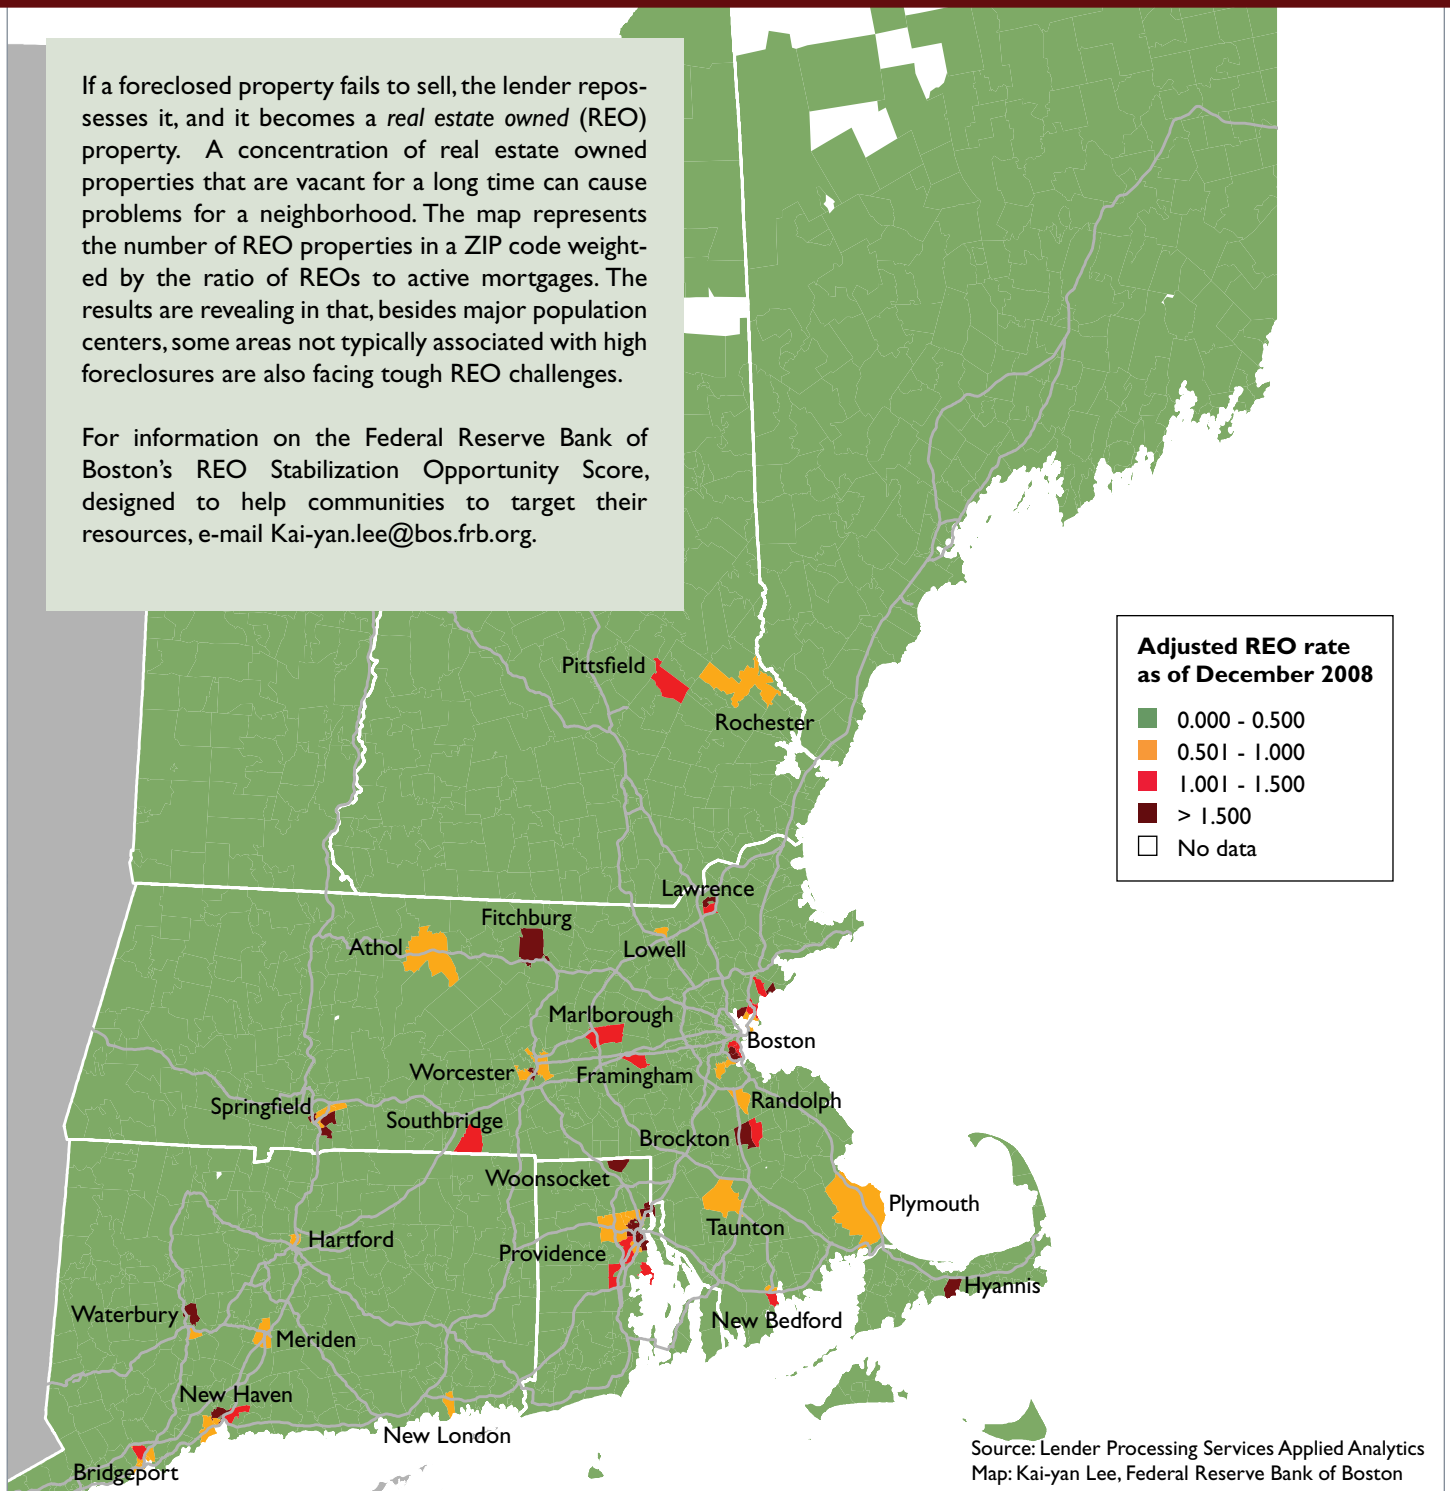 If a foreclosed property fails to sell, the lender repos-
sesses it, and it becomes a real estate owned (REO)
property. A concentration of real estate owned
properties that are vacant for a long time can cause
problems for a neighborhood. The map represents
the number of REO properties in a ZIP code weight-
ed by the ratio of REOs to active mortgages. The
results are revealing in that, besides major population
centers, some areas not typically associated with high
foreclosures are also facing tough REO challenges.
For information on the Federal Reserve Bank of
Boston's REO Stabilization Opportunity Score,
designed to help communities to target their
resources, e-mail Kai-yan.lee@bos.frb.org.
Adjusted REO rate
as of December 2008
0.000 - 0.500
0.501 - 1.000
1.001 - 1.500
> 1.500
No data
Pittsfield
Rochester
Lawrence
Fitchburg
Athol
Lowell
Marlborough
Boston
Worcester
Framingham
Randolph
Springfield
Southbridge
Brockton
Woonsocket
Plymouth
Taunton
Hartford
Providence
Hyannis
Waterbury
New Bedford
Meriden
New Haven
New London
Bridgeport
Source: Lender Processing Services Applied Analytics
Map: Kai-yan Lee, Federal Reserve Bank of Boston